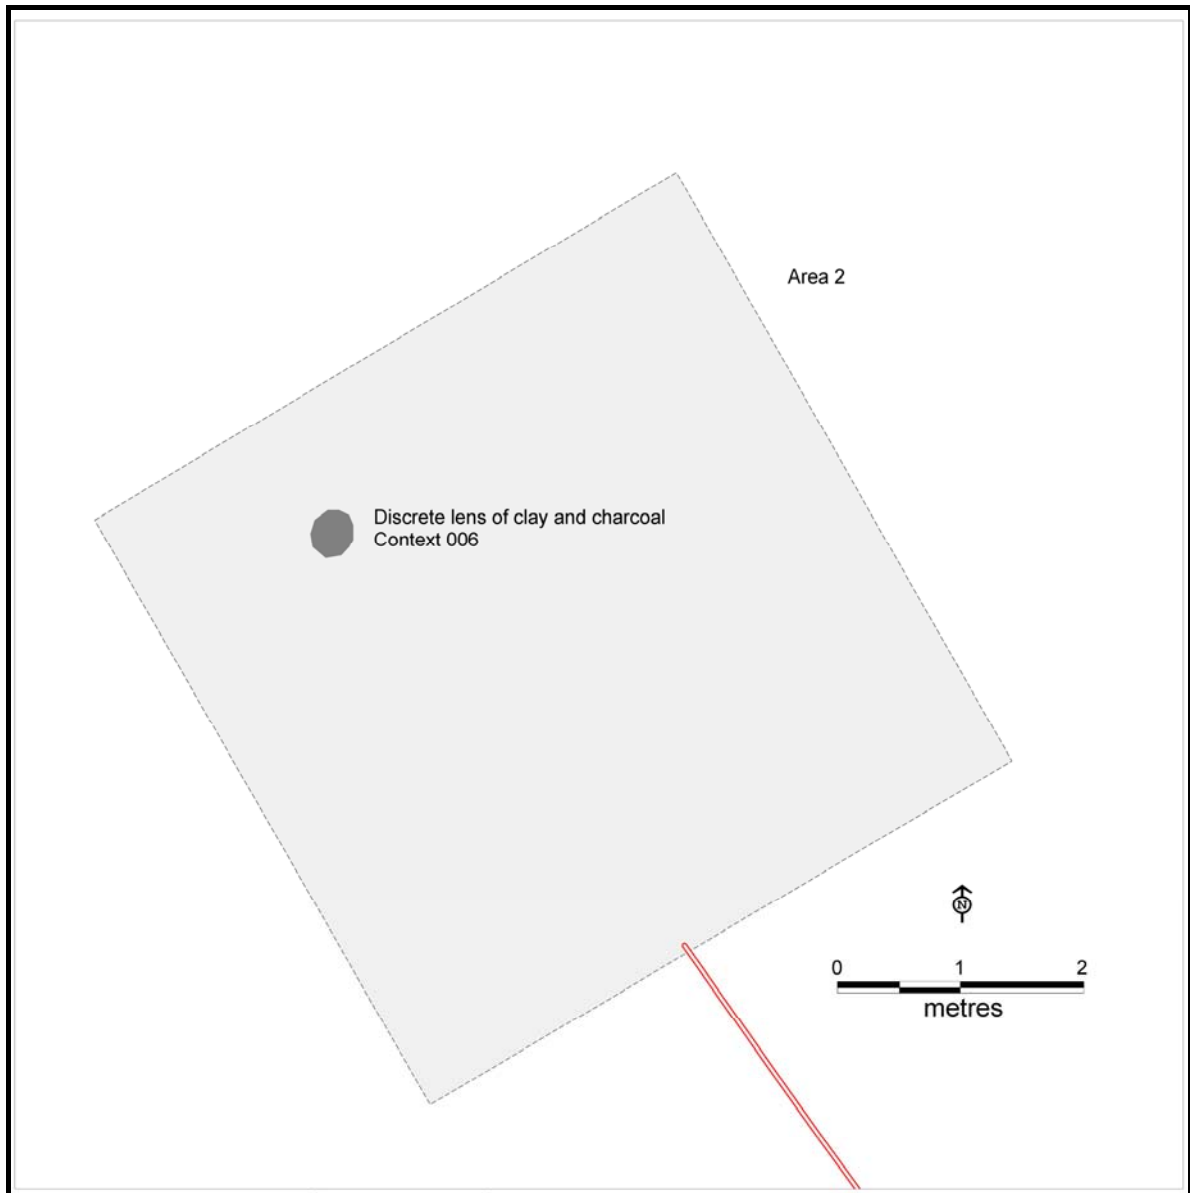 Area 2
Discrete lens of clay and charcoal
Context 006
N
0 1 2
metres